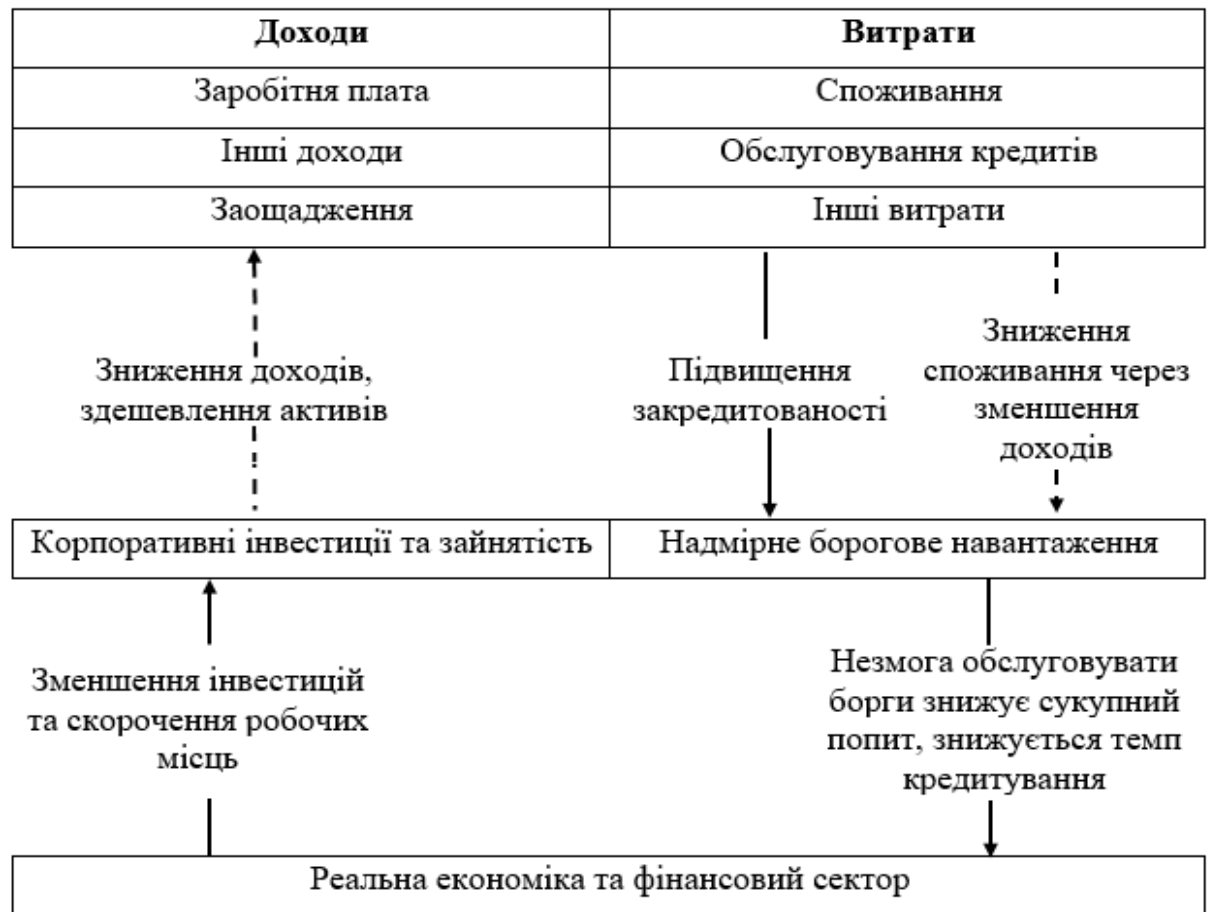 Доходи
Витрати
Заробітня плата
Споживання
Інші доходи
Обслуговування кредитів
Заощадження
Інші витрати
Зниження доходів,
здешевлення активів
Підвищення
закредитованості
Зниження
споживання через
зменшення
доходів
Корпоративні інвестиції та зайнятість
Надмірне боргове навантаження
Зменшення інвестицій
та скорочення робочих
місць
Незмога обслуговувати
борги знижує сукупний
попит, знижується темп
кредитування
Реальна економіка та фінансовий сектор